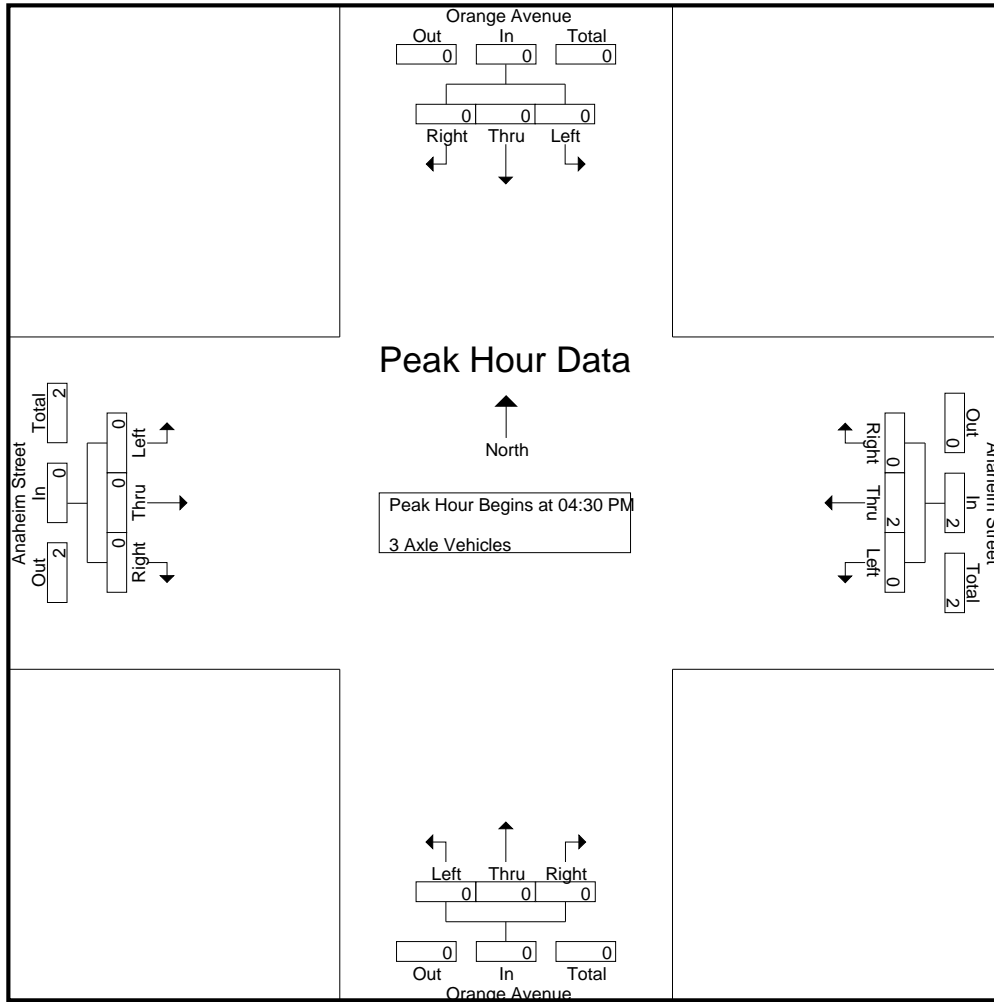 Orange Avenue
Out In Total
0 0 0
0 0 0
Right Thru Left
Peak Hour Data
North
Peak Hour Begins at 04:30 PM
3 Axle Vehicles
Anaheim Street
Out In Total
2 0 2
0 0 0
Right Thru Left
Anaheim Street
Out In Total
0 2 2
0 2 0
Right Thru Left
Left Thru Right
0 0 0
0 0 0
Out In Total
Orange Avenue